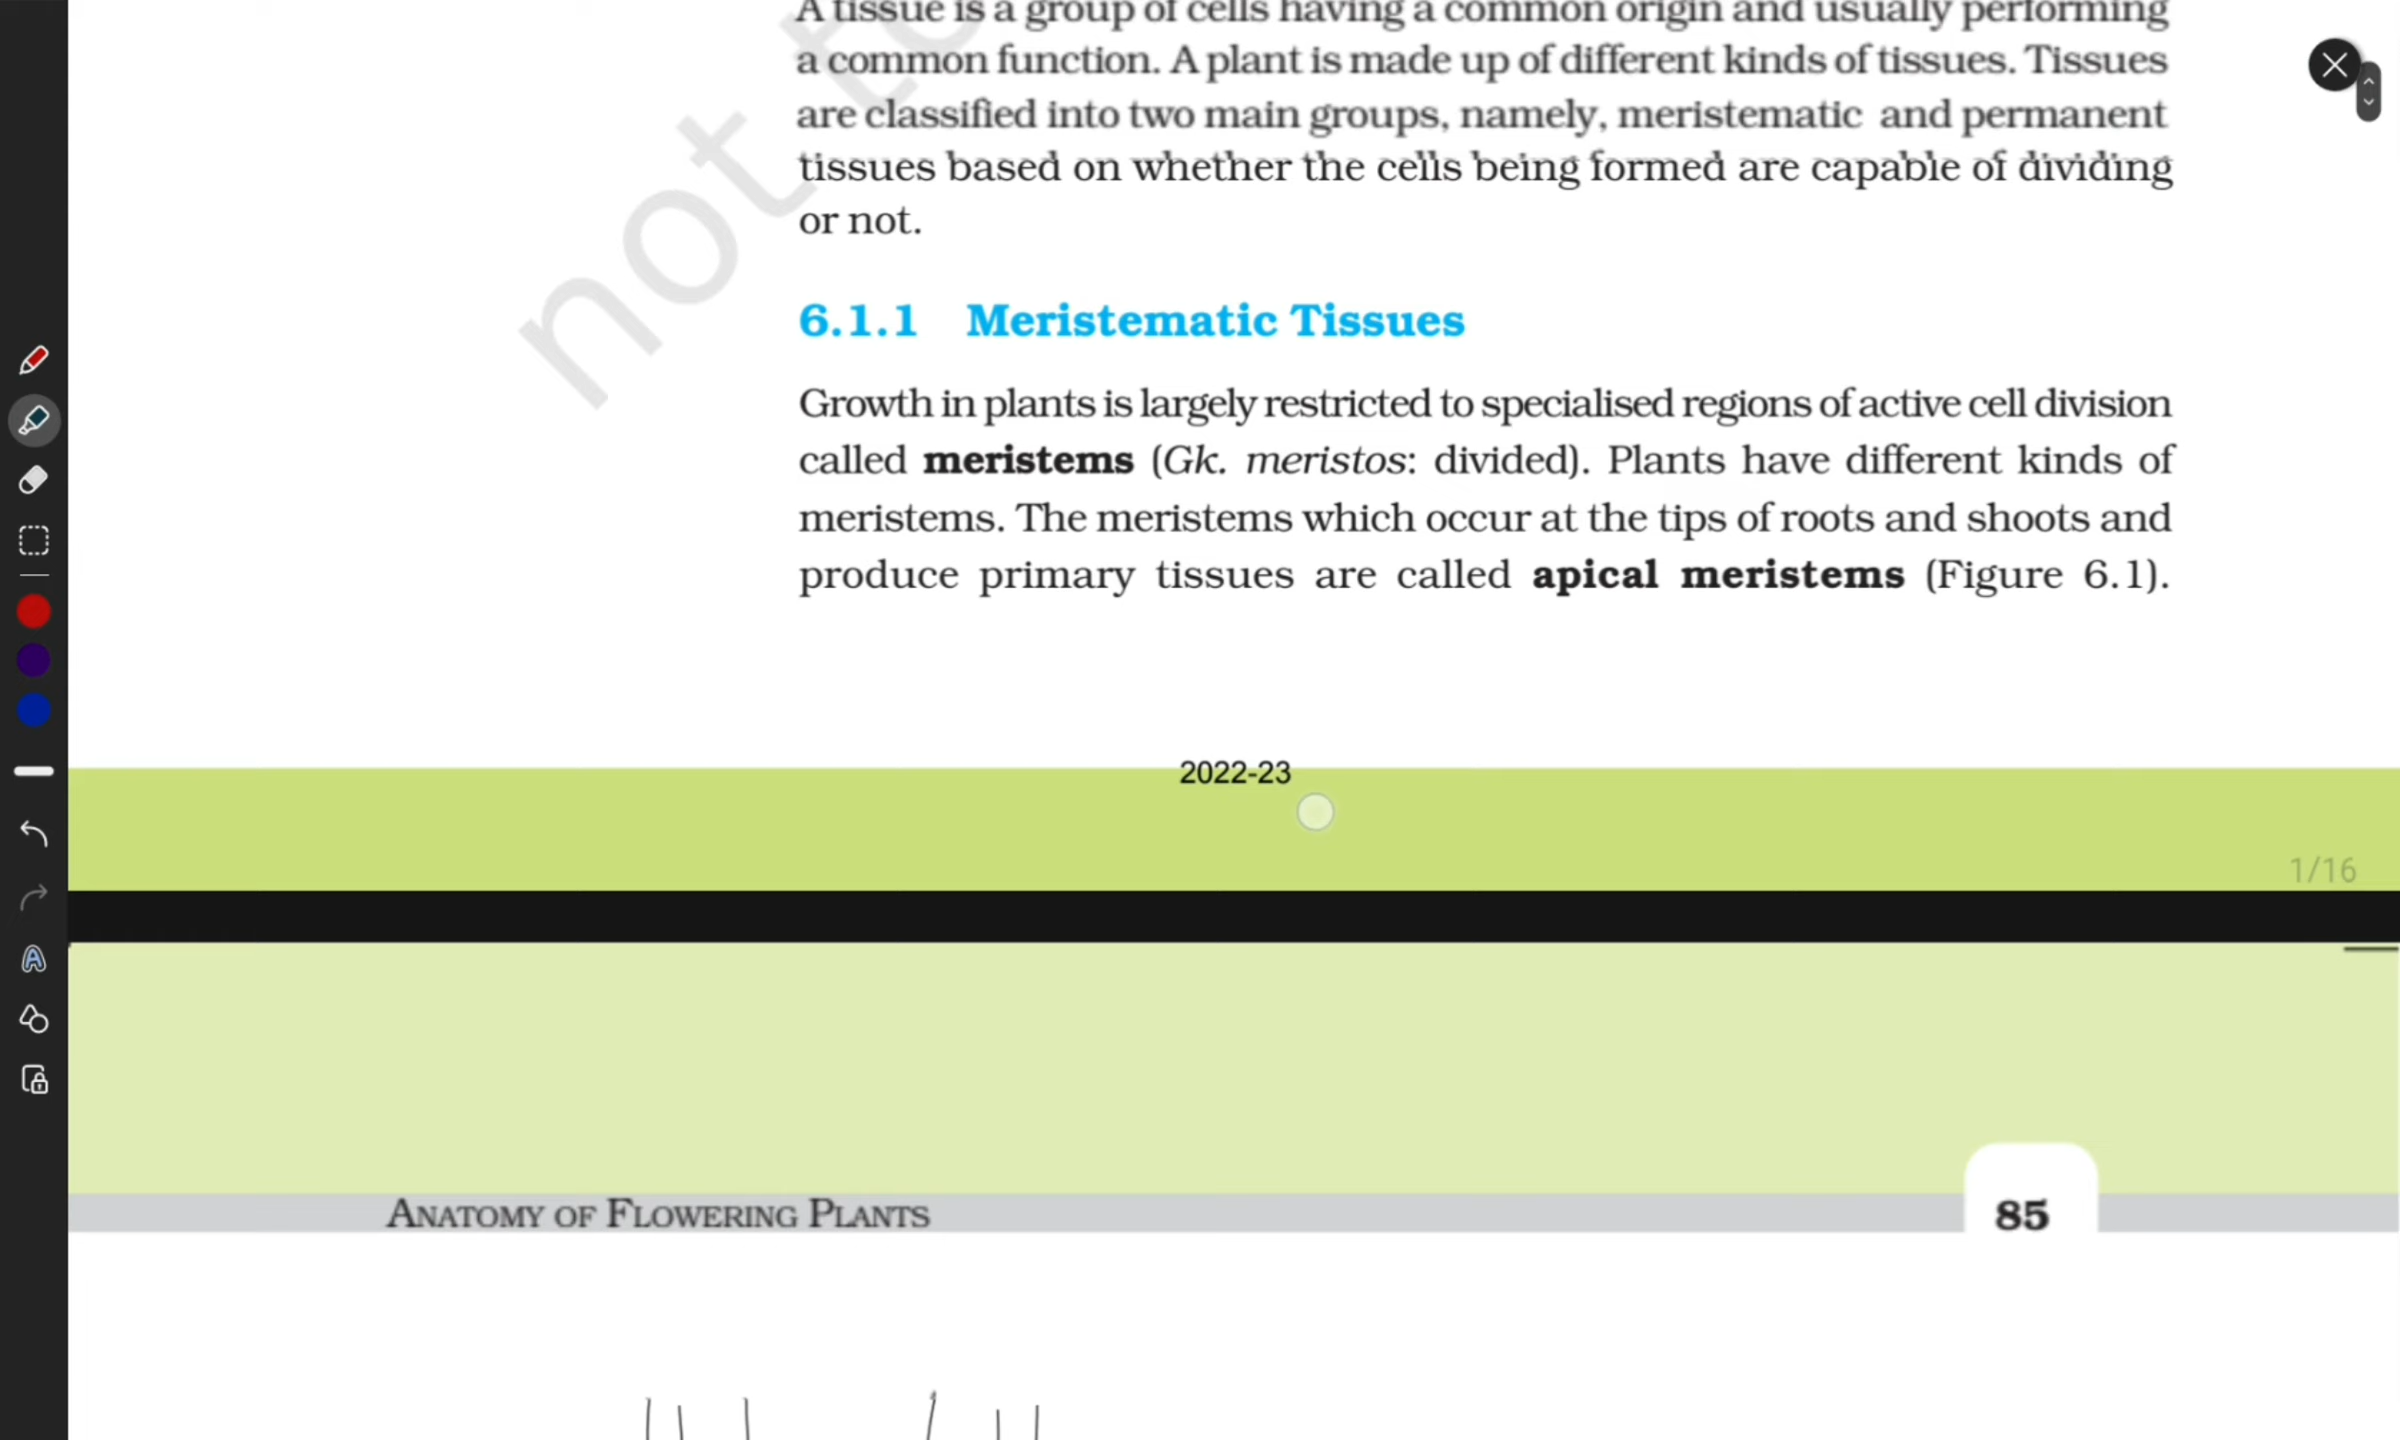 A tissue is a group of cells having a common origin and usually performing
a common function. A plant is made up of different kinds of tissues. Tissues
are classified into two main groups, namely, meristematic and permanent
tissues based on whether the cells being formed are capable of dividing
or not.
not to
6.1.1 Meristematic Tissues
Growth in plants is largely restricted to specialised regions of active cell division
called meristems (Gk. meristos: divided). Plants have different kinds of
meristems. The meristems which occur at the tips of roots and shoots and
produce primary tissues are called apical meristems (Figure 6.1).
2022-23
1/16
ANATOMY OF FLOWERING PLANTS
85